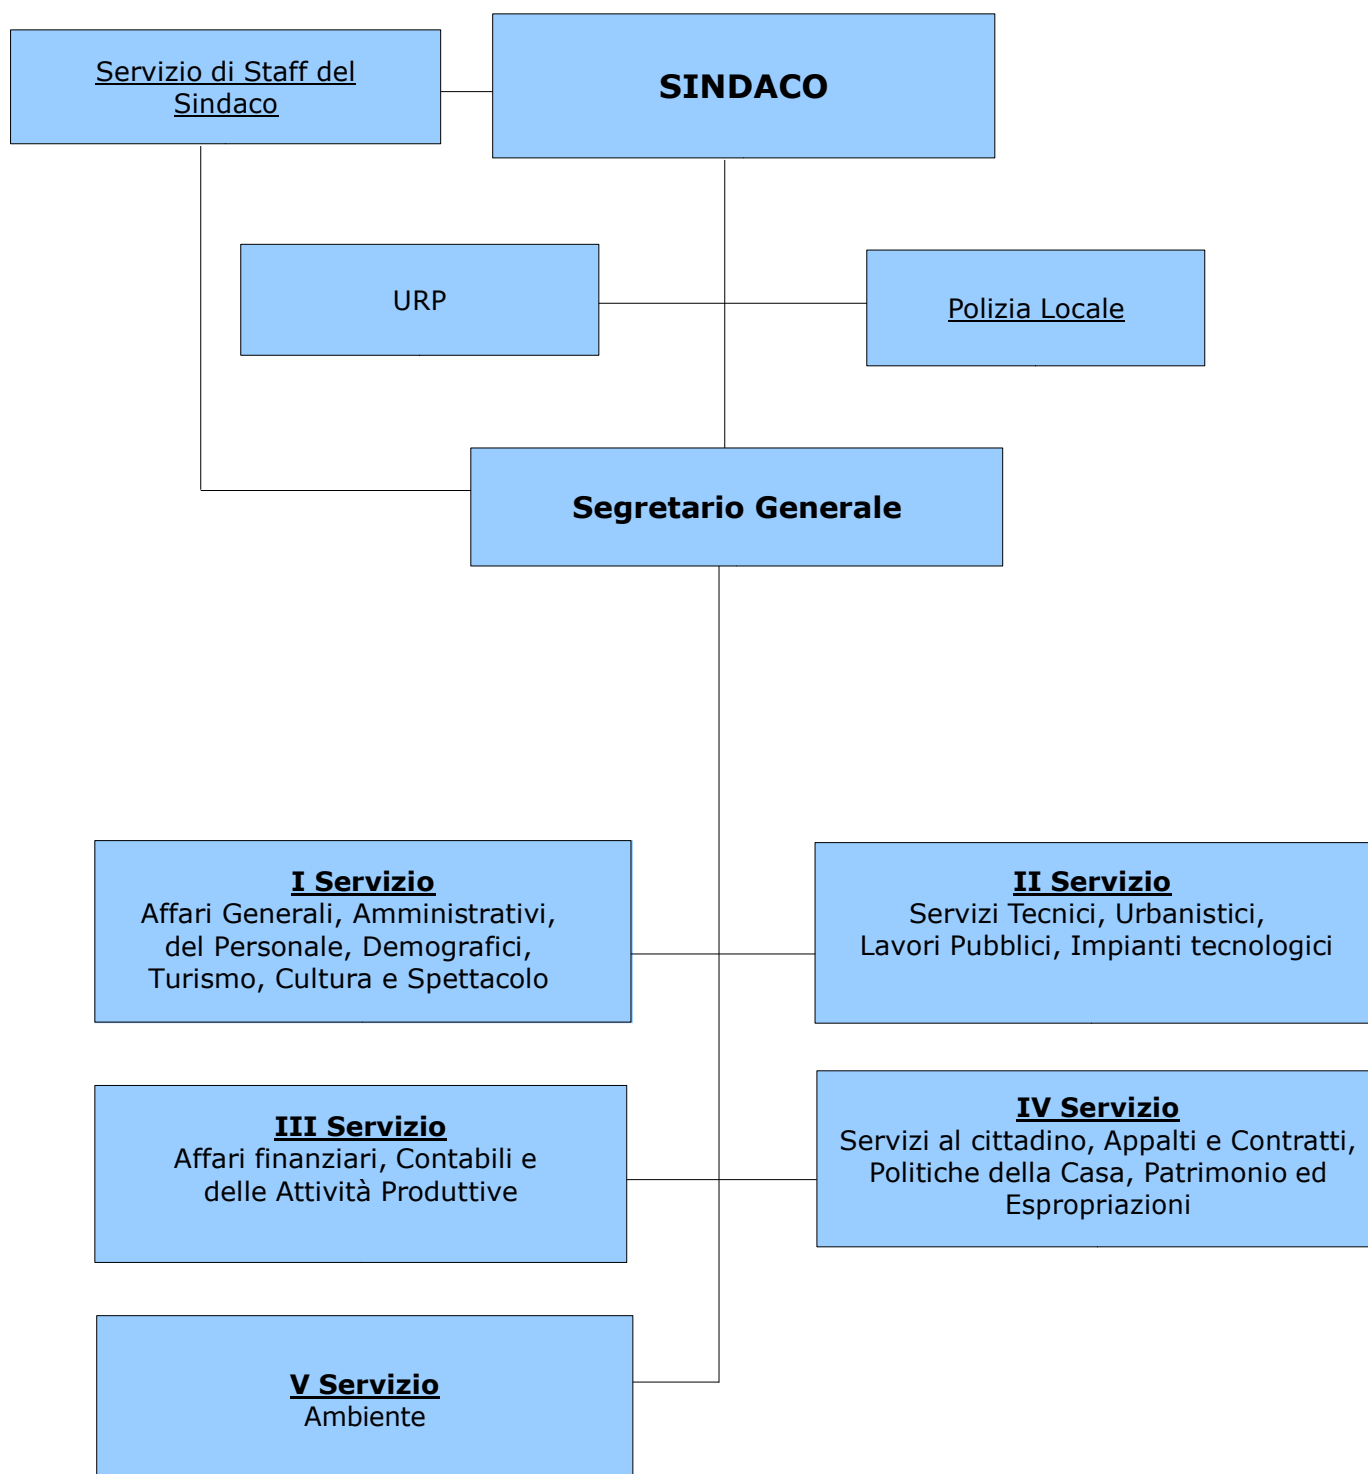 Servizio di Staff del
Sindaco
SINDACO
URP
Polizia Locale
Segretario Generale
I Servizio
Affari Generali, Amministrativi,
del Personale, Demografici,
Turismo, Cultura e Spettacolo
II Servizio
Servizi Tecnici, Urbanistici,
Lavori Pubblici, Impianti tecnologici
III Servizio
Affari finanziari, Contabili e
delle Attività Produttive
IV Servizio
Servizi al cittadino, Appalti e Contratti,
Politiche della Casa, Patrimonio ed
Espropriazioni
V Servizio
Ambiente